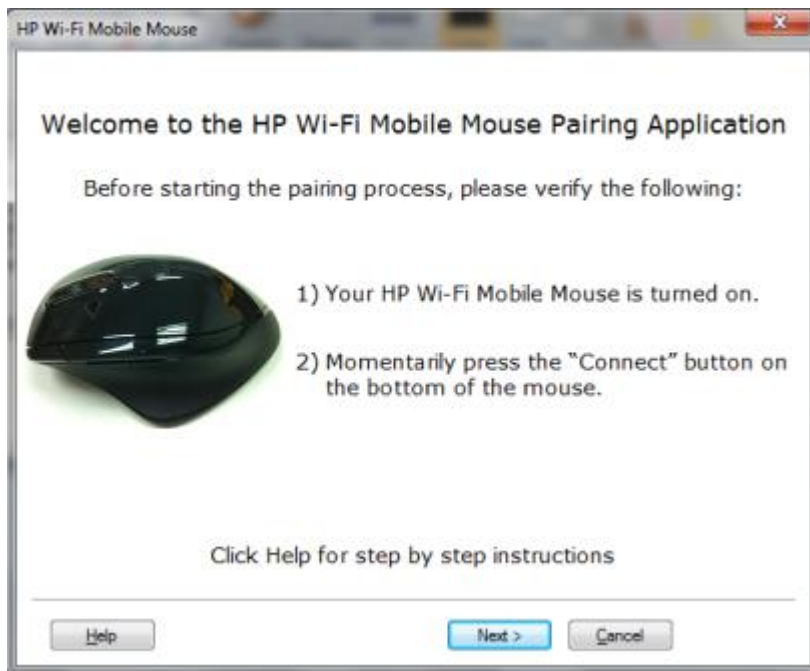 HP Wi-Fi Mobile Mouse
Welcome to the HP Wi-Fi Mobile Mouse Pairing Application
Before starting the pairing process, please verify the following:
1) Your HP Wi-Fi Mobile Mouse is turned on.
2) Momentarily press the "Connect" button on
the bottom of the mouse.
Click Help for step by step instructions
Help
Next >
Cancel